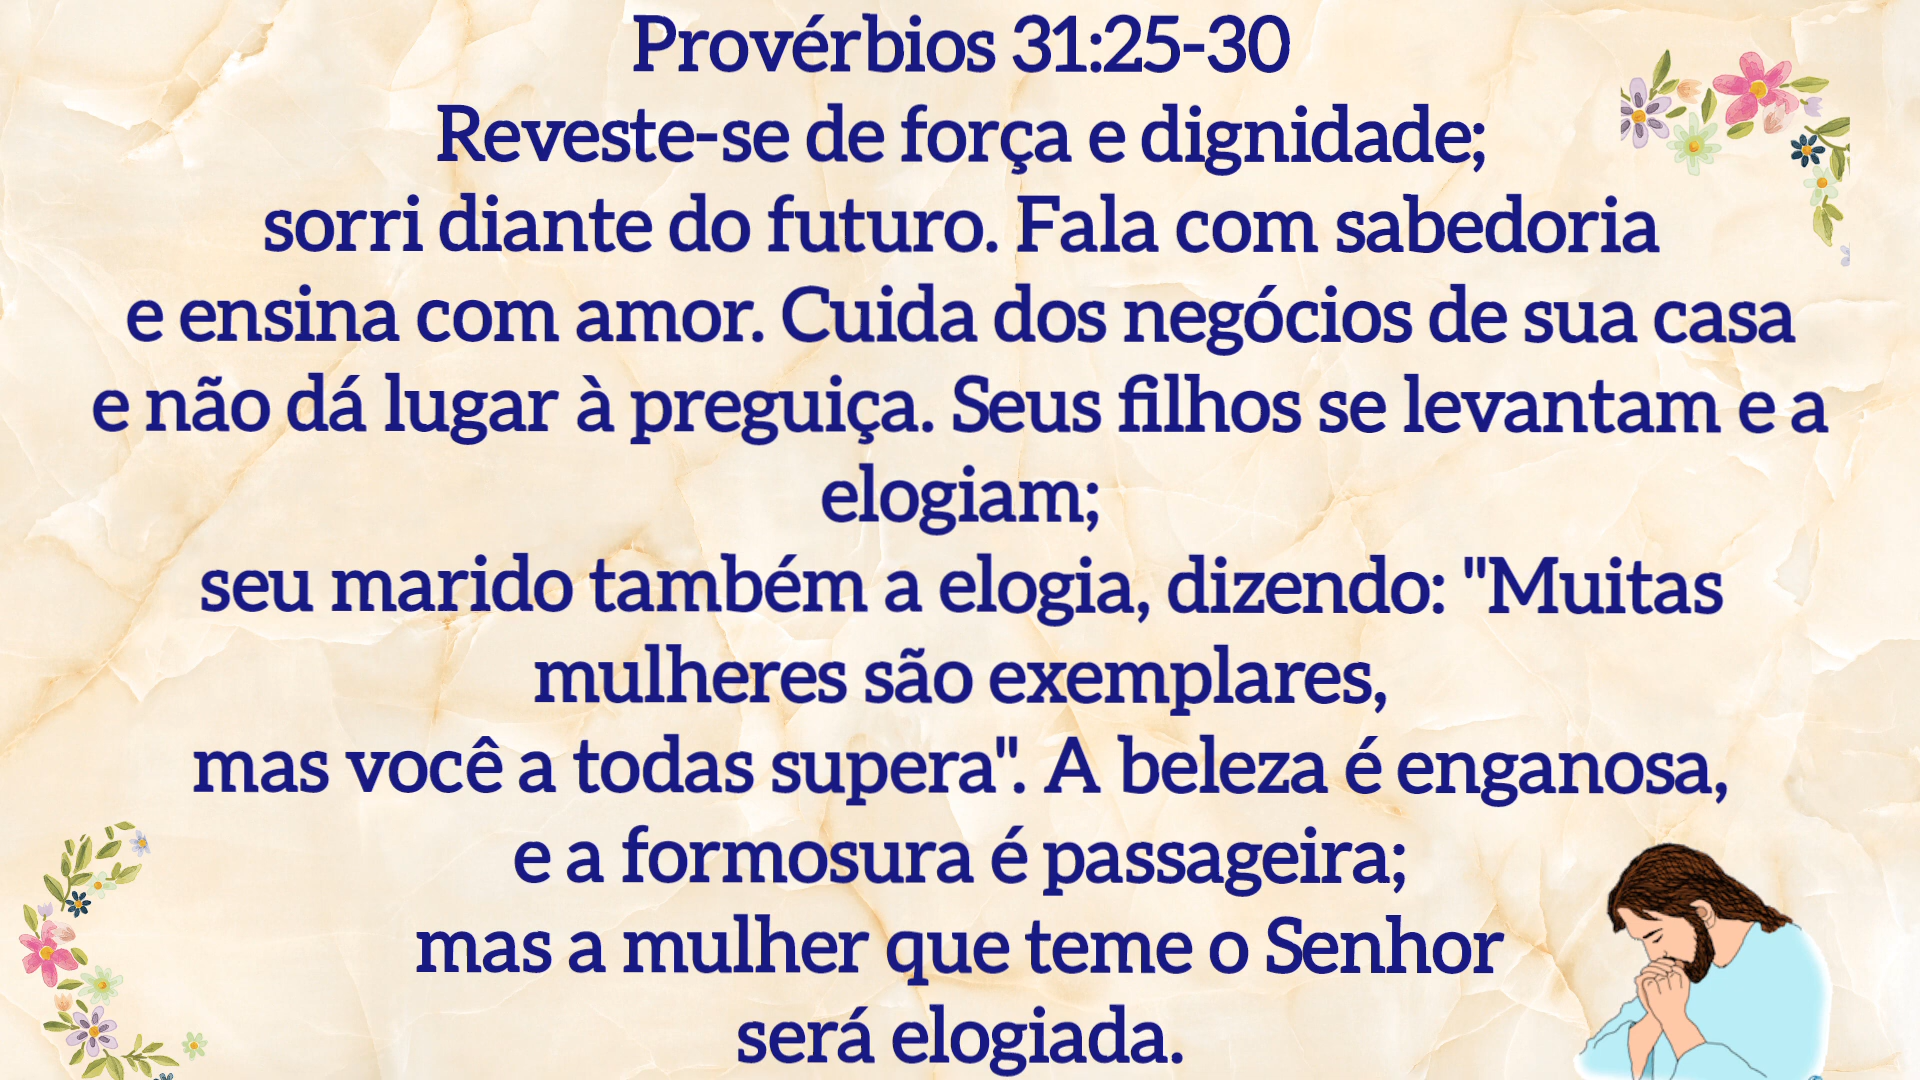 Provérbios 31:25-30
Reveste-se de força e dignidade;
sorri diante do futuro. Fala com sabedoria
e ensina com amor. Cuida dos negócios de sua casa
e não dá lugar à preguiça. Seus filhos se levantam e a
elogiam;
seu marido também a elogia, dizendo: "Muitas
mulheres são exemplares,
mas você a todas supera". A beleza é enganosa,
e a formosura é passageira;
mas a mulher que teme o Senhor
será elogiada.